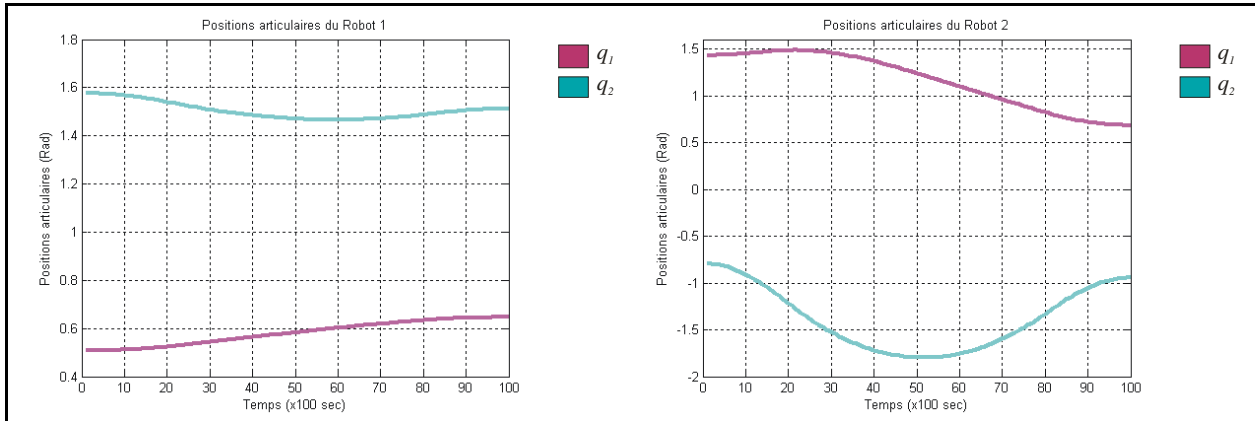 Positions articulaires du Robot 1
Positions articulaires (Rad)
1.8
1.6
1.4
1.2
1
0.8
0.6
0.4
0 10 20 30 40 50 60 70 80 90 100
Temps (x100 sec)
q1
q2
Positions articulaires du Robot 2
Positions articulaires (Rad)
1.5
1
0.5
0
-0.5
-1
-1.5
-2
0 10 20 30 40 50 60 70 80 90 100
Temps (x100 sec)
q1
q2